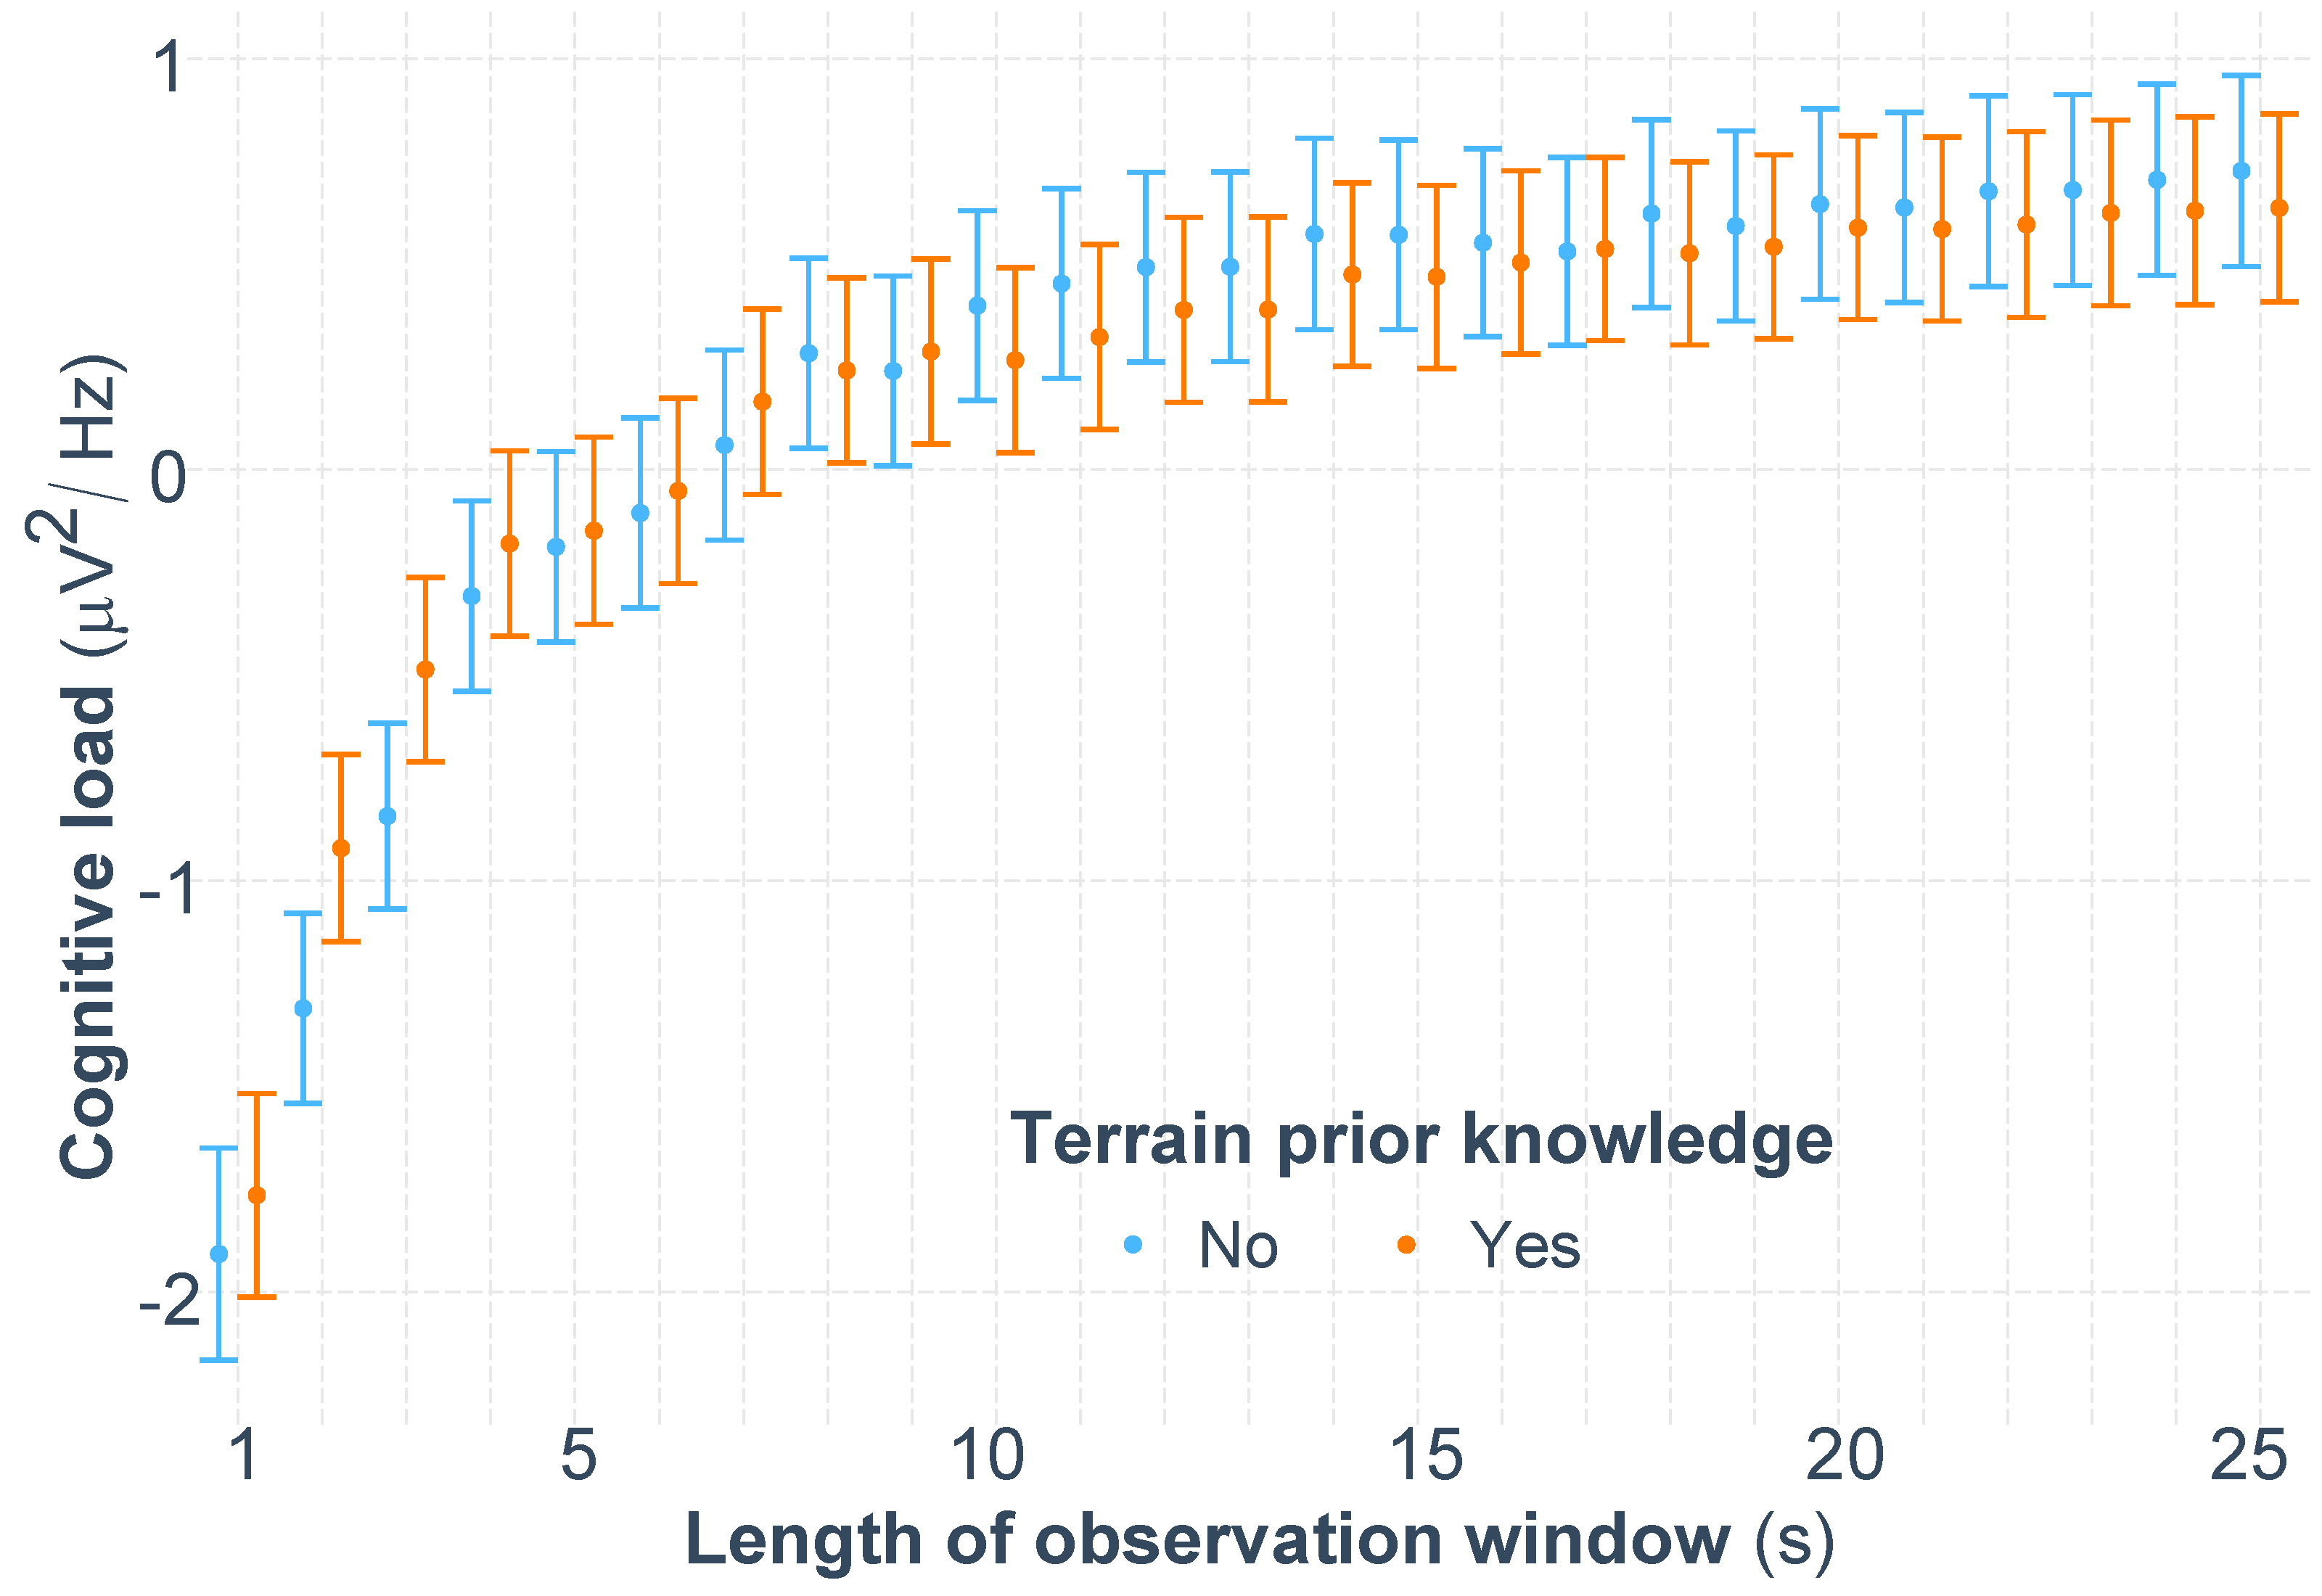 1
0
-1
-2
Cognitive load (μV²/ Hz)
Terrain prior knowledge
No Yes
1 5 10 15 20 25
Length of observation window (s)